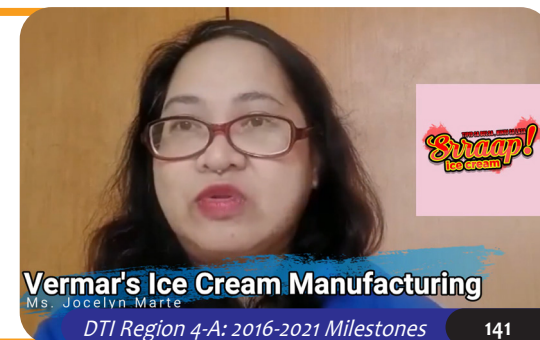 Srraap!
Ice cream
Vermar's Ice Cream Manufacturing
Ms. Jocelyn Marte
DTI Region 4-A: 2016-2021 Milestones
141